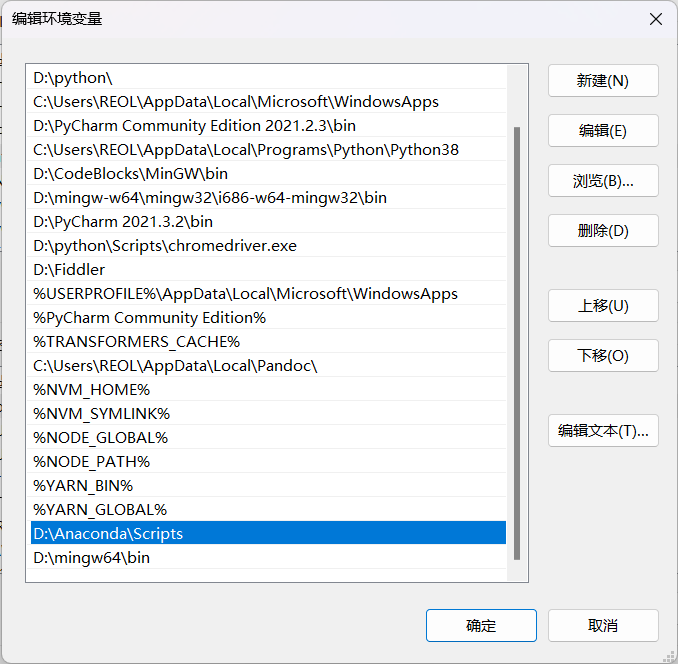 编辑环境变量
D:\python\
C:\Users\REOL\AppData\Local\Microsoft\WindowsApps
D:\PyCharm Community Edition 2021.2.3\bin
C:\Users\REOL\AppData\Local\Programs\Python\Python38
D:\CodeBlocks\MinGW\bin
D:\mingw-w64\mingw32\i686-w64-mingw32\bin
D:\PyCharm 2021.3.2\bin
D:\python\Scripts\chromedriver.exe
D:\Fiddler
%USERPROFILE%\AppData\Local\Microsoft\WindowsApps
%PyCharm Community Edition%
%TRANSFORMERS_CACHE%
C:\Users\REOL\AppData\Local\Pandoc\
%NVM_HOME%
%NVM_SYMLINK%
%NODE_GLOBAL%
%NODE_PATH%
%YARN_BIN%
%YARN_GLOBAL%
D:\Anaconda\Scripts
D:\mingw64\bin
新建(N)
编辑(E)
浏览(B)...
删除(D)
上移(U)
下移(O)
编辑文本(T)...
确定
取消